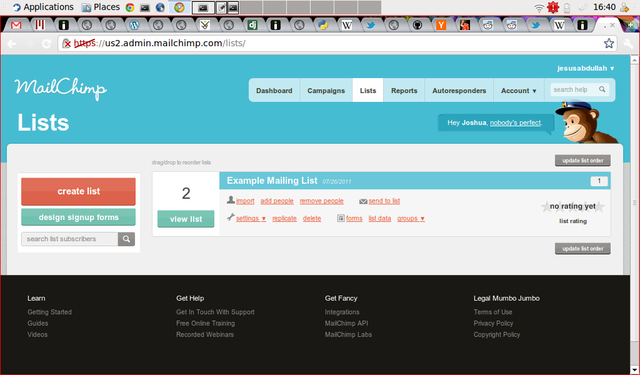 Applications Places 16:40
https://us2.admin.mailchimp.com/lists/
jesusabdullah ▼
MailChimp
Dashboard Campaigns Lists Reports Autoresponders Account ▼ search help
Lists
Hey Joshua, nobody's perfect.
drag/drop to reorder lists
update list order
create list
design signup forms
search list subscribers
2
view list
Example Mailing List 07/26/2011
1
import add people remove people send to list
settings ▼ replicate delete forms list data groups ▼
no rating yet
list rating
update list order
Learn
Getting Started
Guides
Videos
Get Help
Get In Touch With Support
Free Online Training
Recorded Webinars
Get Fancy
Integrations
MailChimp API
MailChimp Labs
Legal Mumbo Jumbo
Terms of Use
Privacy Policy
Copyright Policy